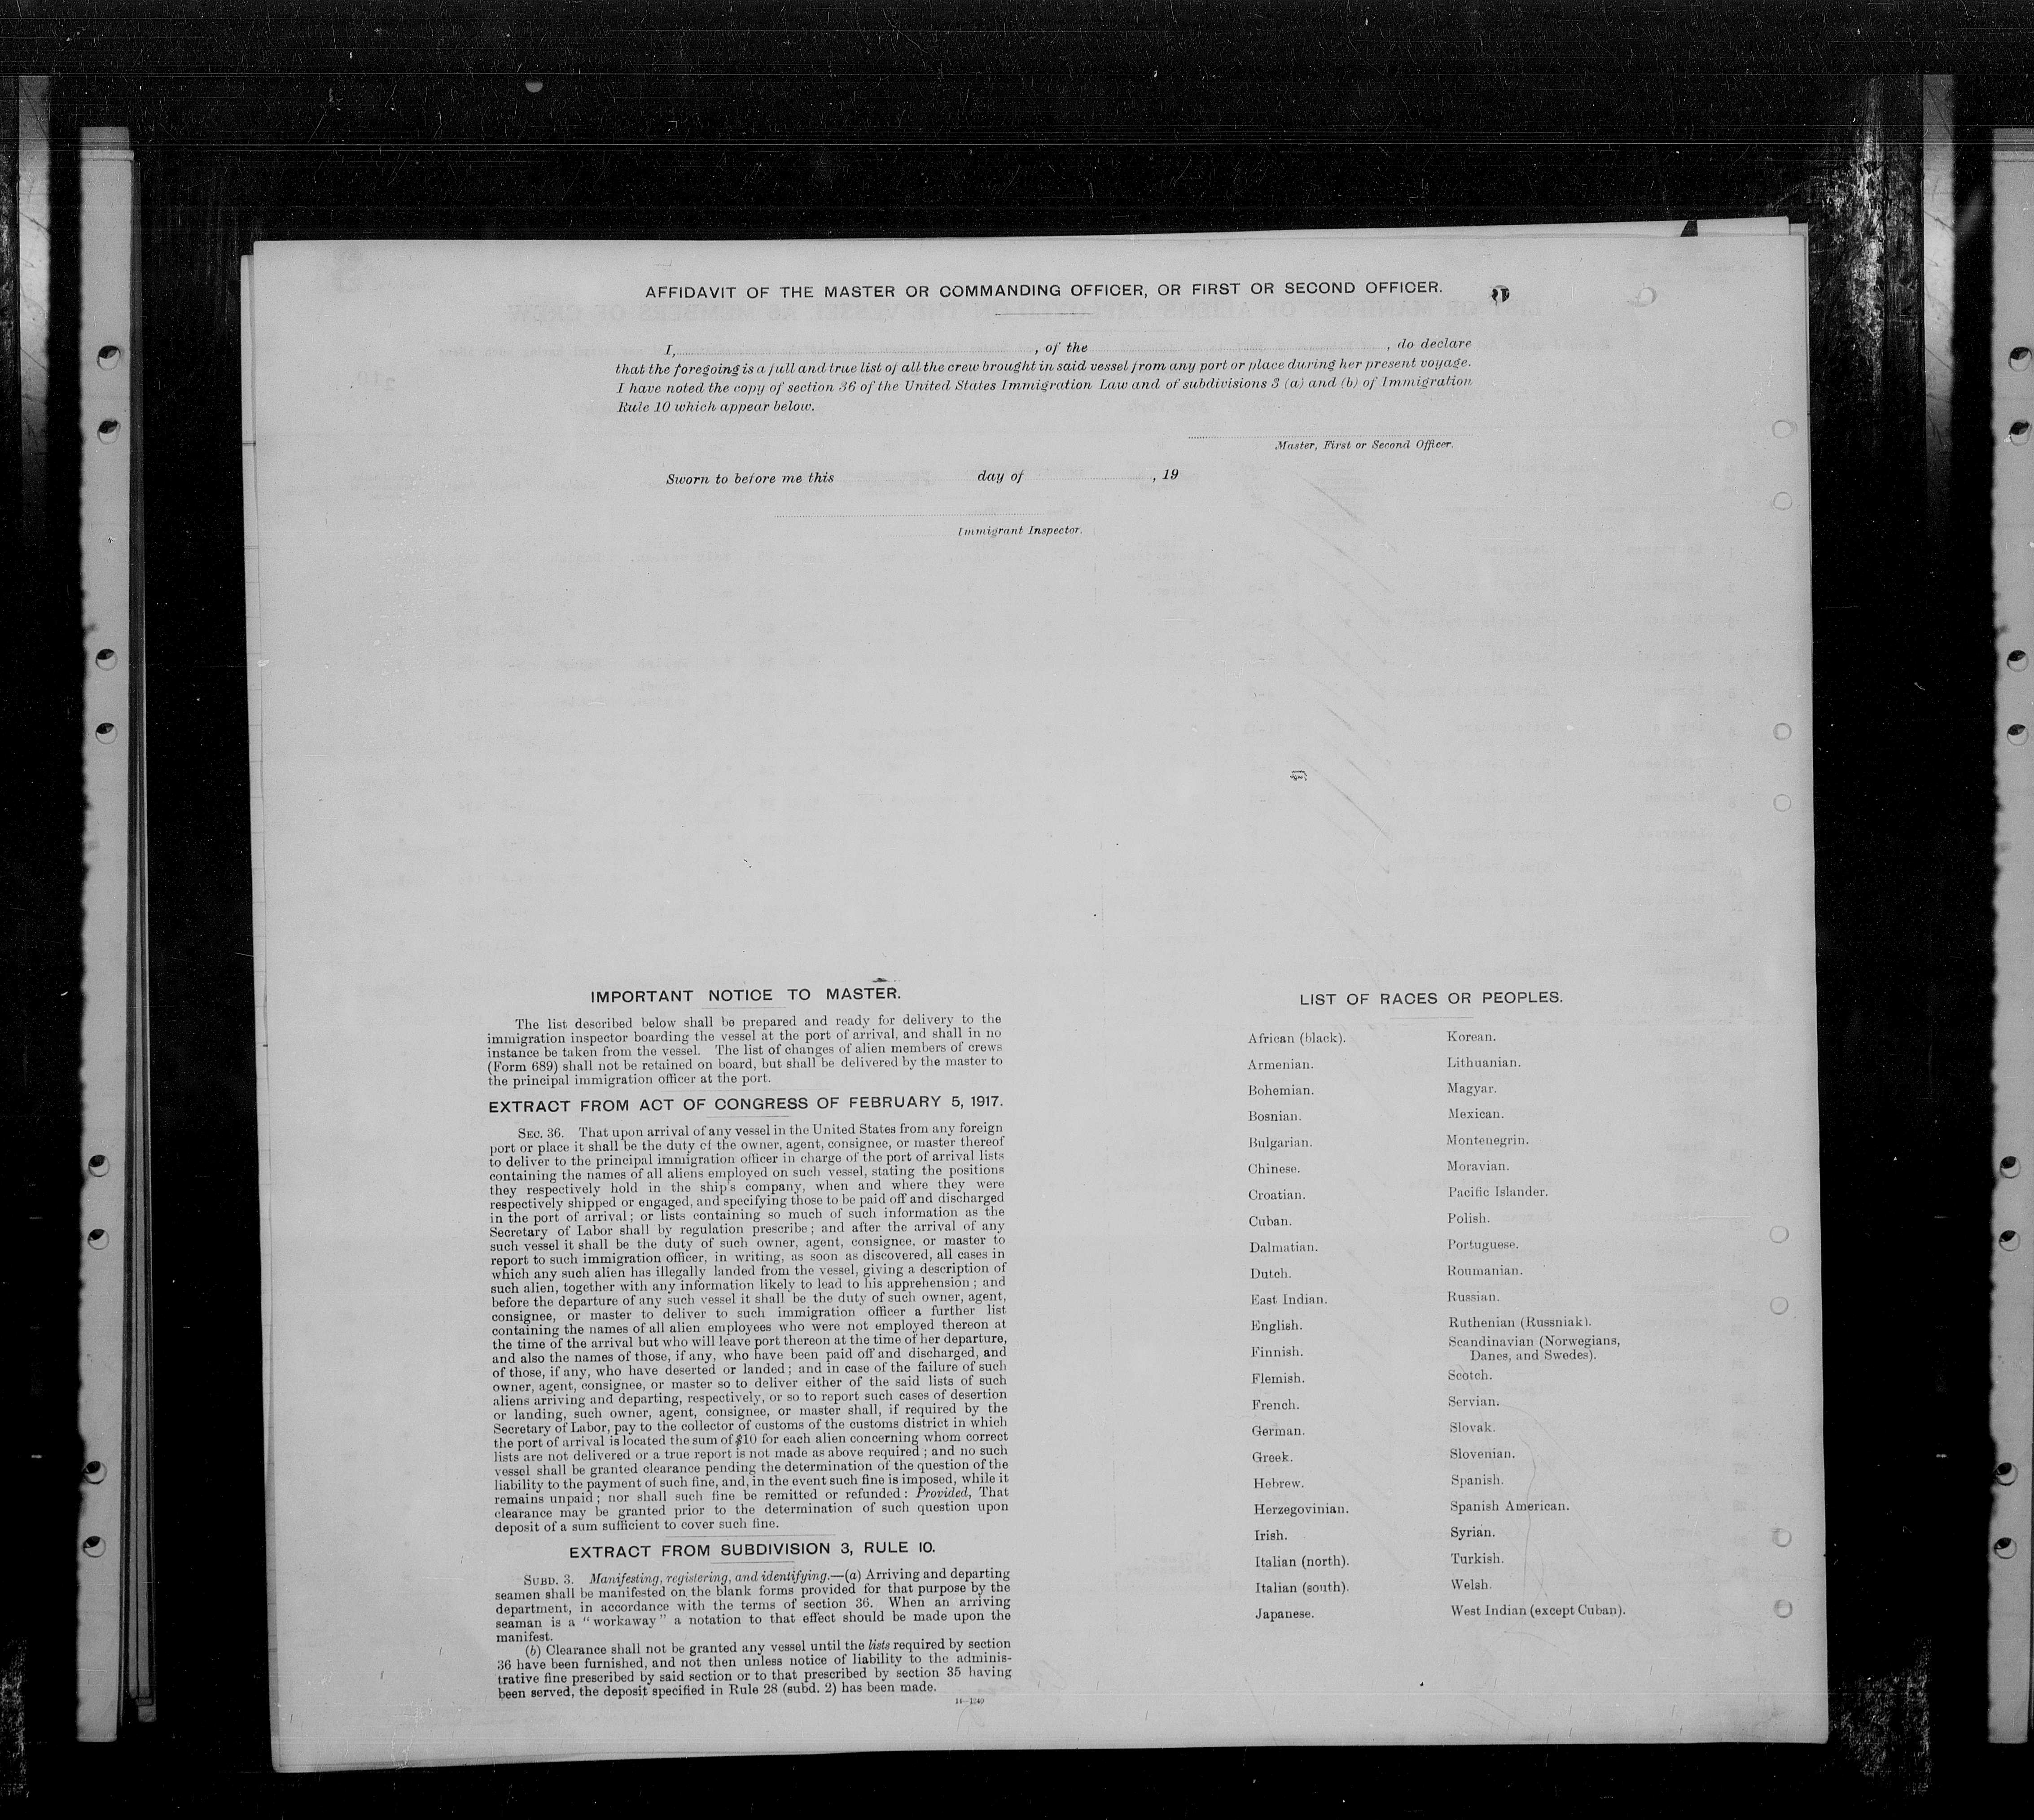 AFFIDAVIT OF THE MASTER OR COMMANDING OFFICER, OR FIRST OR SECOND OFFICER.
I, , of the , do declare
that the foregoing is a full and true list of all the crew brought in said vessel from any port or place during her present voyage.
I have noted the copy of section 36 of the United States Immigration Law and of subdivisions 3 (a) and (b) of Immigration
Rule 10 which appear below.
Master, First or Second Officer.
Sworn to before me this day of , 19
Immigrant Inspector.
IMPORTANT NOTICE TO MASTER.
The list described below shall be prepared and ready for delivery to the
immigration inspector boarding the vessel at the port of arrival, and shall in no
instance be taken from the vessel. The list of changes of alien members of crews
(Form 689) shall not be retained on board, but shall be delivered by the master to
the principal immigration officer at the port.
EXTRACT FROM ACT OF CONGRESS OF FEBRUARY 5, 1917.
SEC. 36. That upon arrival of any vessel in the United States from any foreign
port or place it shall be the duty of the owner, agent, consignee, or master thereof
to deliver to the principal immigration officer in charge of the port of arrival lists
containing the names of all aliens employed on such vessel, stating the positions
they respectively hold in the ship's company, when and where they were
respectively shipped or engaged, and specifying those to be paid off and discharged
in the port of arrival; or lists containing so much of such information as the
Secretary of Labor shall by regulation prescribe; and after the arrival of any
such vessel it shall be the duty of such owner, agent, consignee, or master to
report to such immigration officer, in writing, as soon as discovered, all cases in
which any such alien has illegally landed from the vessel, giving a description of
such alien, together with any information likely to lead to his apprehension; and
before the departure of any such vessel it shall be the duty of such owner, agent,
consignee, or master to deliver to such immigration officer a further list
containing the names of all alien employees who were not employed thereon at
the time of the arrival but who will leave port thereon at the time of her departure,
and also the names of those, if any, who have been paid off and discharged, and
of those, if any, who have deserted or landed; and in case of the failure of such
owner, agent, consignee, or master so to deliver either of the said lists of such
aliens arriving and departing, respectively, or so to report such cases of desertion
or landing, such owner, agent, consignee, or master shall, if required by the
Secretary of Labor, pay to the collector of customs of the customs district in which
the port of arrival is located the sum of $10 for each alien concerning whom correct
lists are not delivered or a true report is not made as above required; and no such
vessel shall be granted clearance pending the determination of the question of the
liability to the payment of such fine, and, in the event such fine is imposed, while it
remains unpaid; nor shall such fine be remitted or refunded: Provided, That
clearance may be granted prior to the determination of such question upon
deposit of a sum sufficient to cover such fine.
EXTRACT FROM SUBDIVISION 3, RULE 10.
SUBD. 3. Manifesting, registering, and identifying.—(a) Arriving and departing
seamen shall be manifested on the blank forms provided for that purpose by the
department, in accordance with the terms of section 36. When an arriving
seaman is a "workaway" a notation to that effect should be made upon the
manifest.
(b) Clearance shall not be granted any vessel until the lists required by section
36 have been furnished, and not then unless notice of liability to the adminis-
trative fine prescribed by said section or to that prescribed by section 35 having
been served, the deposit specified in Rule 28 (subd. 2) has been made.
14—1240
LIST OF RACES OR PEOPLES.
African (black).
Armenian.
Bohemian.
Bosnian.
Bulgarian.
Chinese.
Croatian.
Cuban.
Dalmatian.
Dutch.
East Indian.
English.
Finnish.
Flemish.
French.
German.
Greek.
Hebrew.
Herzegovinian.
Irish.
Italian (north).
Italian (south).
Japanese.
Korean.
Lithuanian.
Magyar.
Mexican.
Montenegrin.
Moravian.
Pacific Islander.
Polish.
Portuguese.
Roumanian.
Russian.
Ruthenian (Russniak).
Scandinavian (Norwegians,
Danes, and Swedes).
Scotch.
Servian.
Slovak.
Slovenian.
Spanish.
Spanish American.
Syrian.
Turkish.
Welsh.
West Indian (except Cuban).